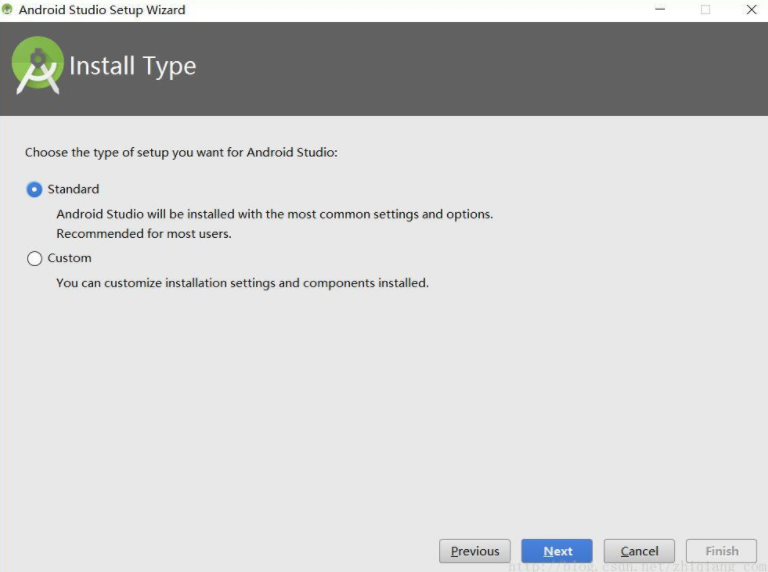 Android Studio Setup Wizard
Install Type
Choose the type of setup you want for Android Studio:
Standard
Android Studio will be installed with the most common settings and options.
Recommended for most users.
Custom
You can customize installation settings and components installed.
Previous Next Cancel Finish
http://blog.csdn.net/zhiqiang_com